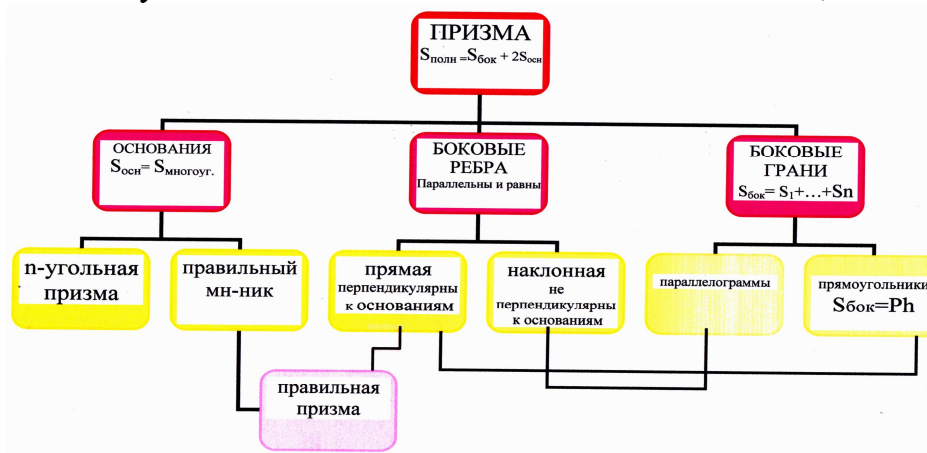 ПРИЗМА
Sполн =Sбок + 2Sосн
ОСНОВАНИЯ
Sосн= Sмногоуг.
БОКОВЫЕ
РЕБРА
Параллельны и равны
БОКОВЫЕ
ГРАНИ
Sбок= S1+…+Sn
n-угольная
призма
правильный
мн-ник
прямая
перпендикулярны
к основаниям
наклонная
не
перпендикулярны
к основаниям
параллелограммы
прямоугольники
Sбок=Ph
правильная
призма